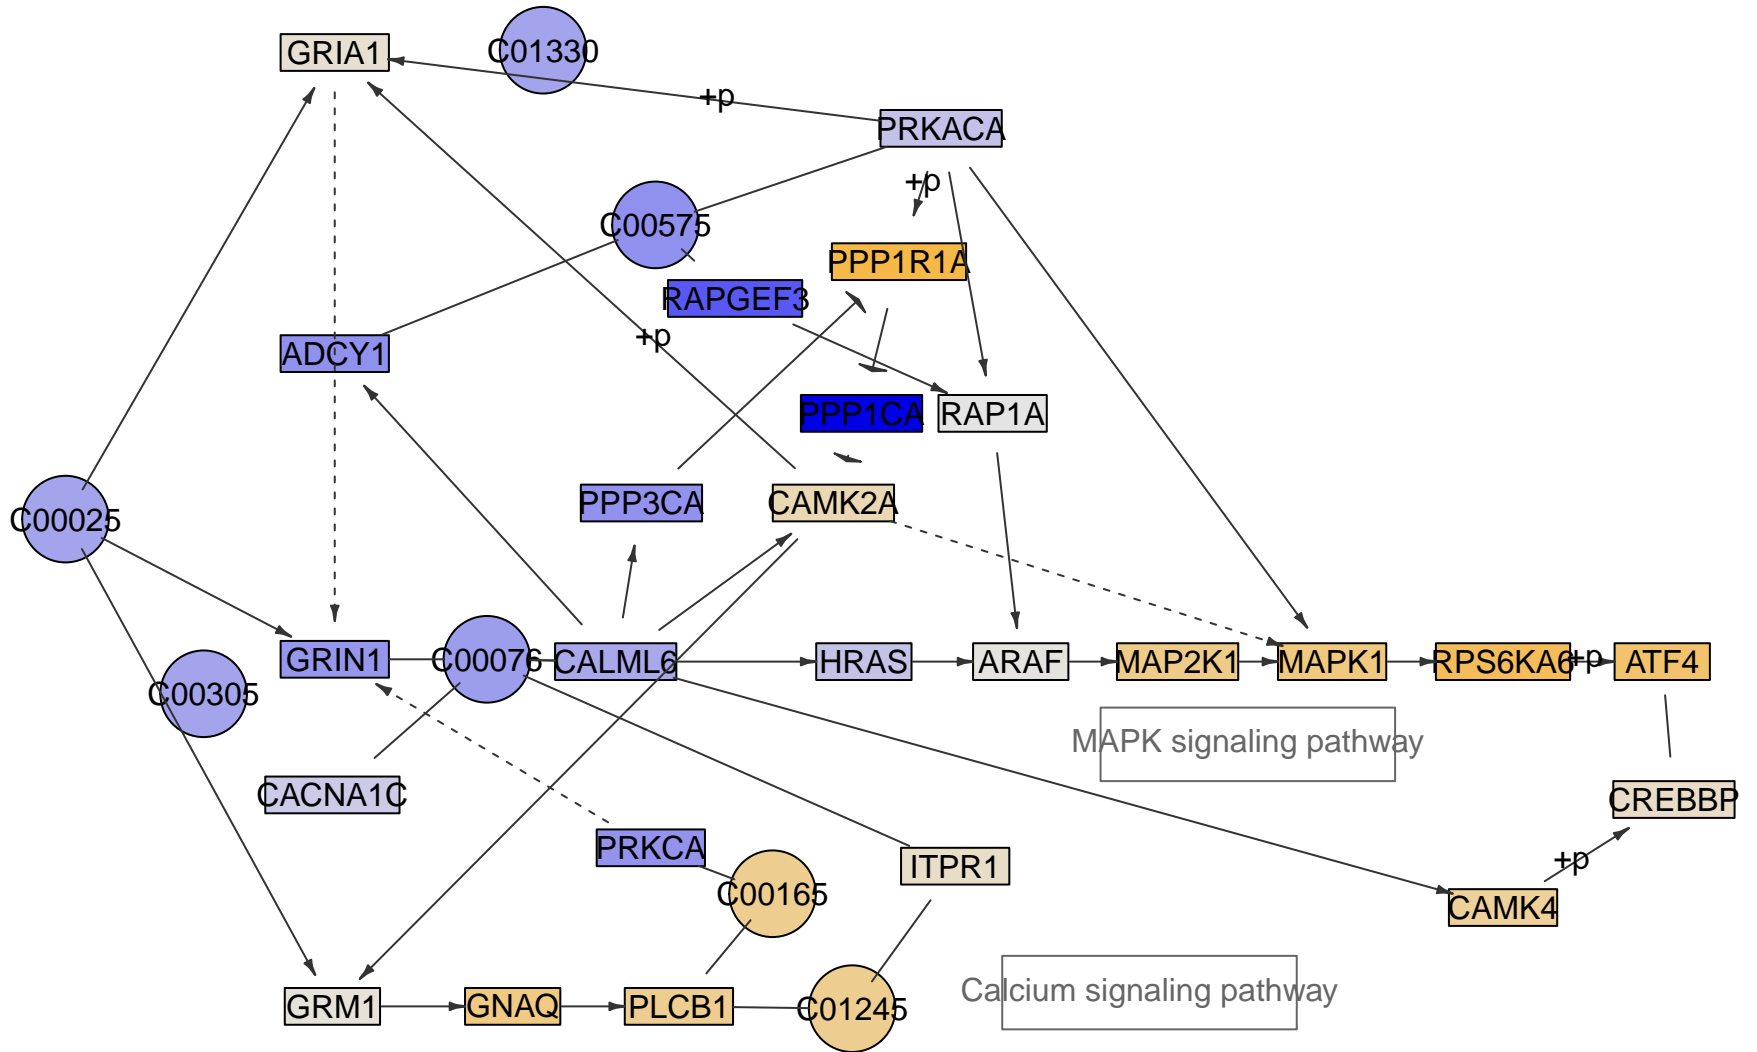 GRIA1
C01330
+p
PRKACA
+p
C00575
PPP1R1A
RAPGEF3
+p
ADCY1
PPP1CA
RAP1A
PPP3CA
CAMK2A
C00025
GRIN1
C00076
CALML6
HRAS
ARAF
MAP2K1
MAPK1
RPS6KA6
+p
ATF4
C00305
MAPK signaling pathway
CACNA1C
CREBBP
PRKCA
ITPR1
+p
C00165
CAMK4
Calcium signaling pathway
GRM1
GNAQ
PLCB1
C01245